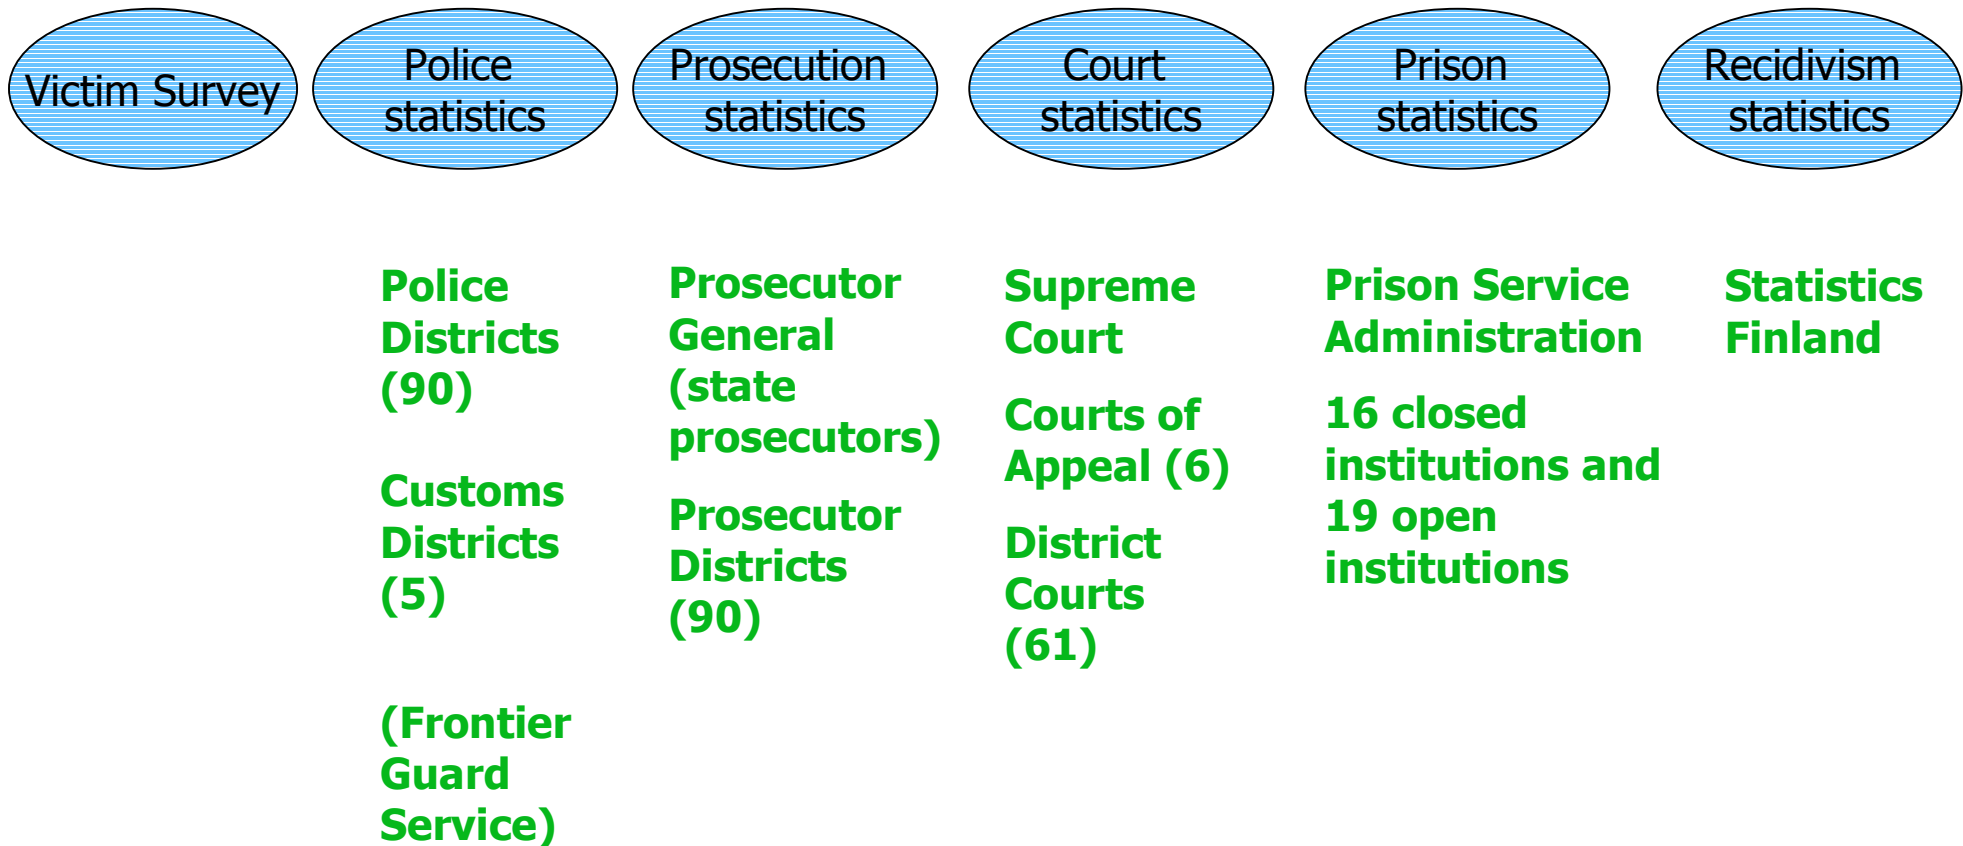 Victim Survey
Police
statistics
Prosecution
statistics
Court
statistics
Prison
statistics
Recidivism
statistics
Police
Districts
(90)
Customs
Districts
(5)
(Frontier
Guard
Service)
Prosecutor
General
(state
prosecutors)
Prosecutor
Districts
(90)
Supreme
Court
Courts of
Appeal (6)
District
Courts
(61)
Prison Service
Administration
16 closed
institutions and
19 open
institutions
Statistics
Finland